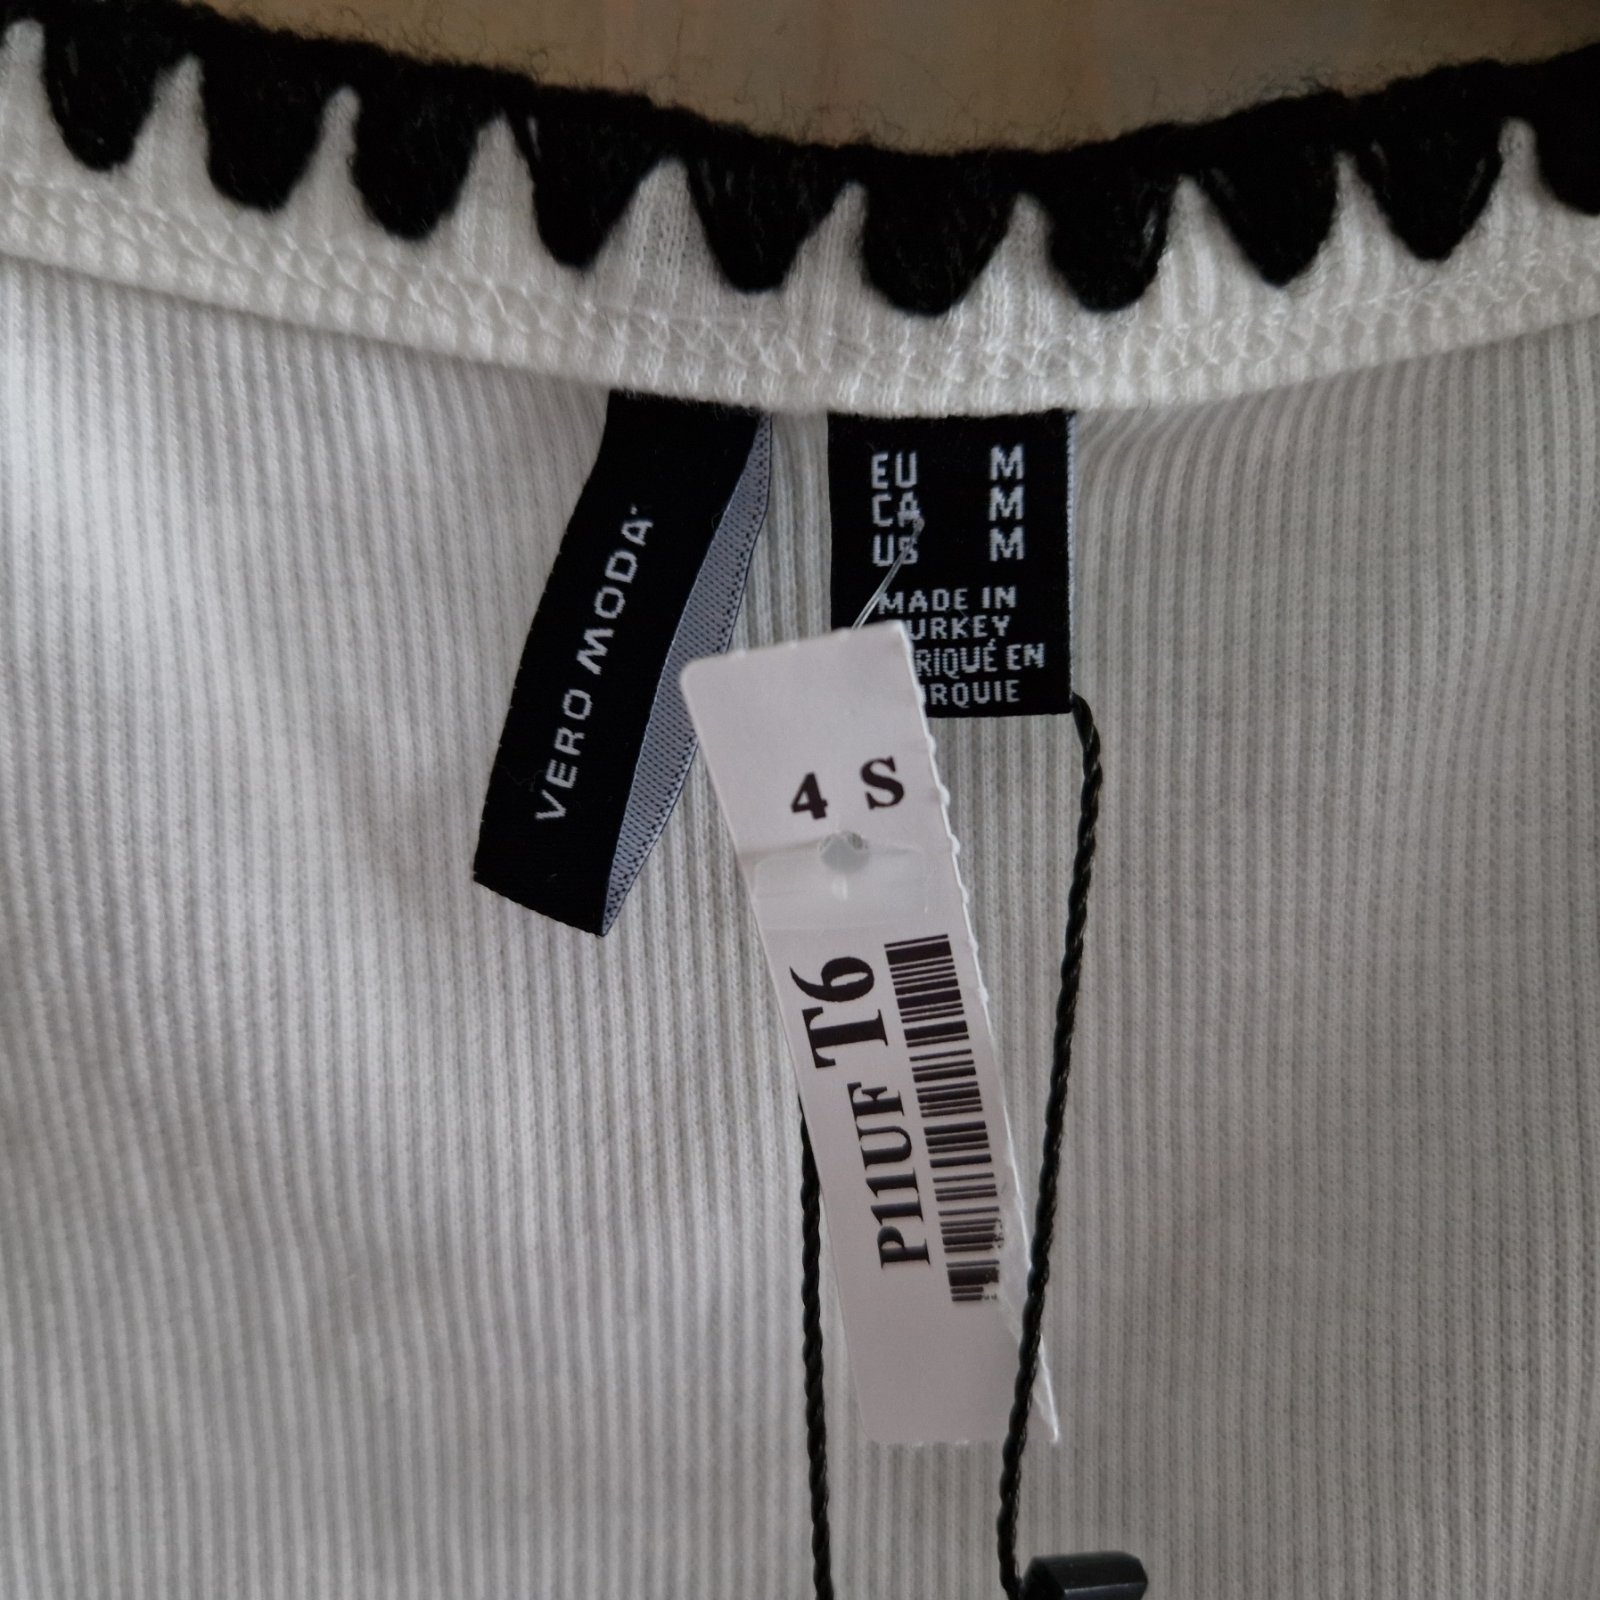 VERO MODA
EU M
CA M
US M
MADE IN
URKEY
RIQUÉ EN
RQUIE
4 S
P11UF T6